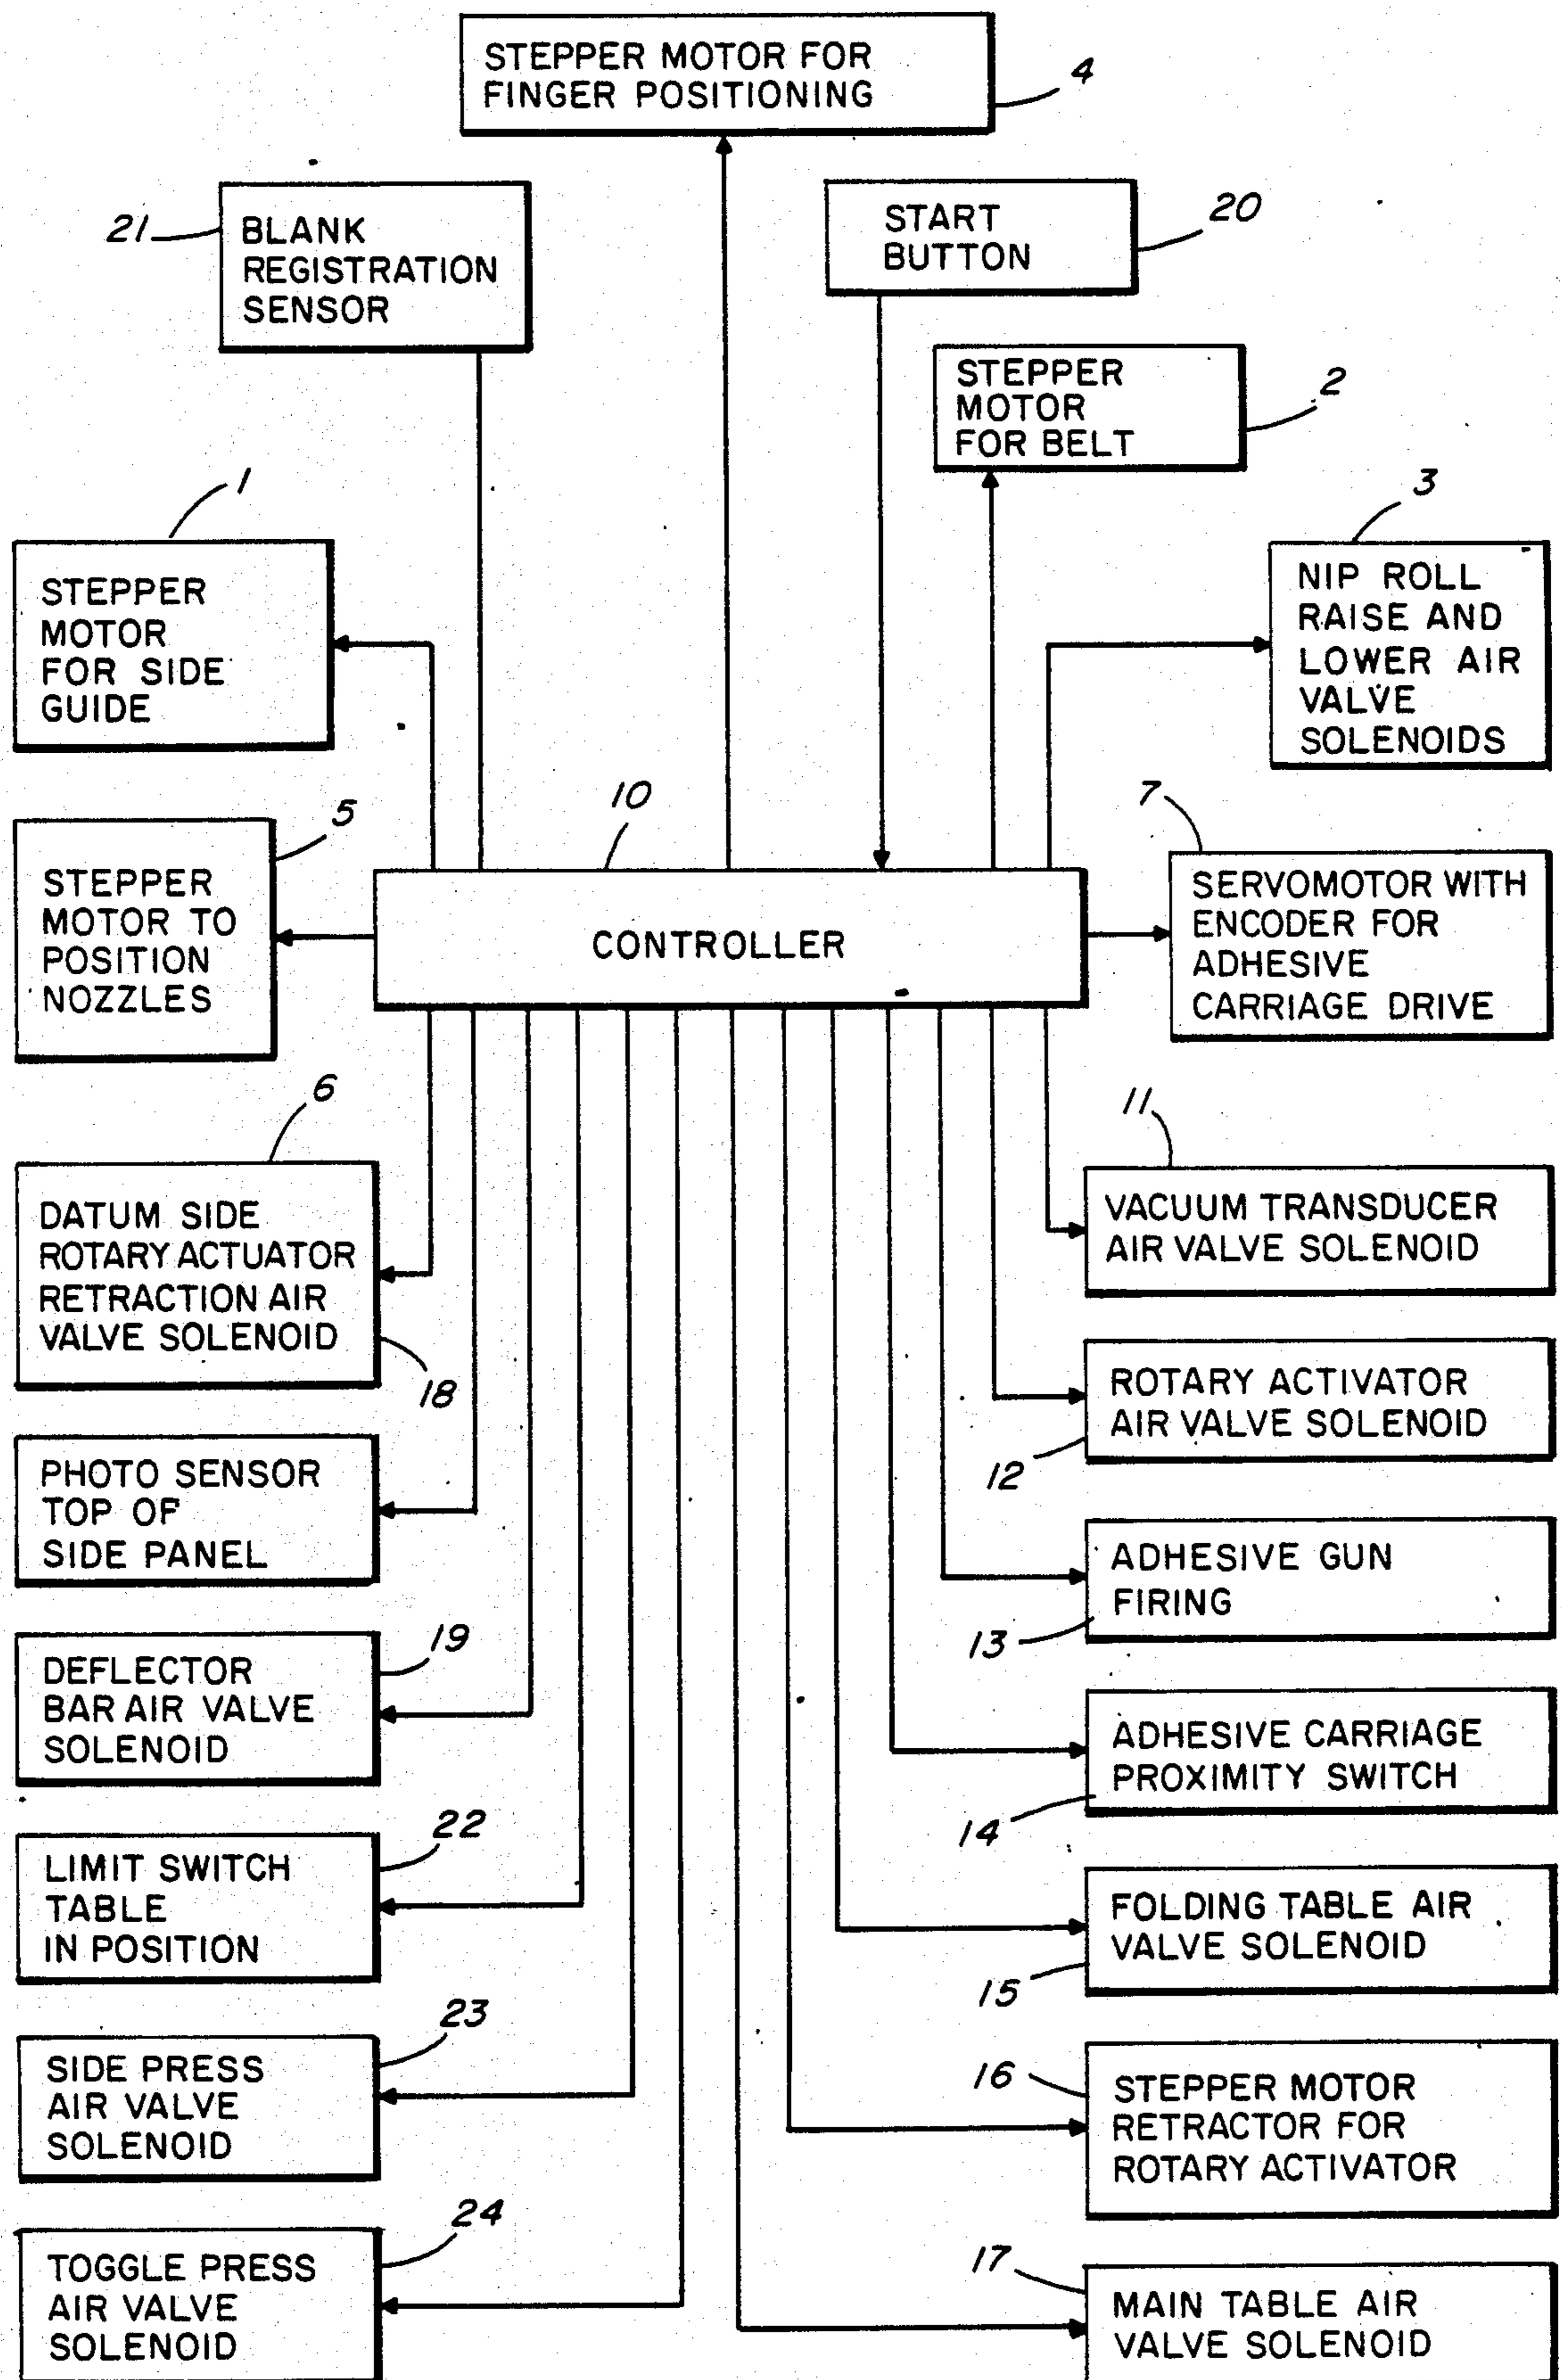 STEPPER MOTOR FOR
FINGER POSITIONING
4
21
BLANK
REGISTRATION
SENSOR
START
BUTTON
20
STEPPER
MOTOR
FOR BELT
2
1
STEPPER
MOTOR
FOR SIDE
GUIDE
3
NIP ROLL
RAISE AND
LOWER AIR
VALVE
SOLENOIDS
5
STEPPER
MOTOR TO
POSITION
NOZZLES
10
CONTROLLER
7
SERVOMOTOR WITH
ENCODER FOR
ADHESIVE
CARRIAGE DRIVE
6
DATUM SIDE
ROTARY ACTUATOR
RETRACTION AIR
VALVE SOLENOID
18
11
VACUUM TRANSDUCER
AIR VALVE SOLENOID
ROTARY ACTIVATOR
AIR VALVE SOLENOID
12
PHOTO SENSOR
TOP OF
SIDE PANEL
ADHESIVE GUN
FIRING
13
19
DEFLECTOR
BAR AIR VALVE
SOLENOID
ADHESIVE CARRIAGE
PROXIMITY SWITCH
14
22
LIMIT SWITCH
TABLE
IN POSITION
FOLDING TABLE AIR
VALVE SOLENOID
15
23
SIDE PRESS
AIR VALVE
SOLENOID
16
STEPPER MOTOR
RETRACTOR FOR
ROTARY ACTIVATOR
24
TOGGLE PRESS
AIR VALVE
SOLENOID
17
MAIN TABLE AIR
VALVE SOLENOID